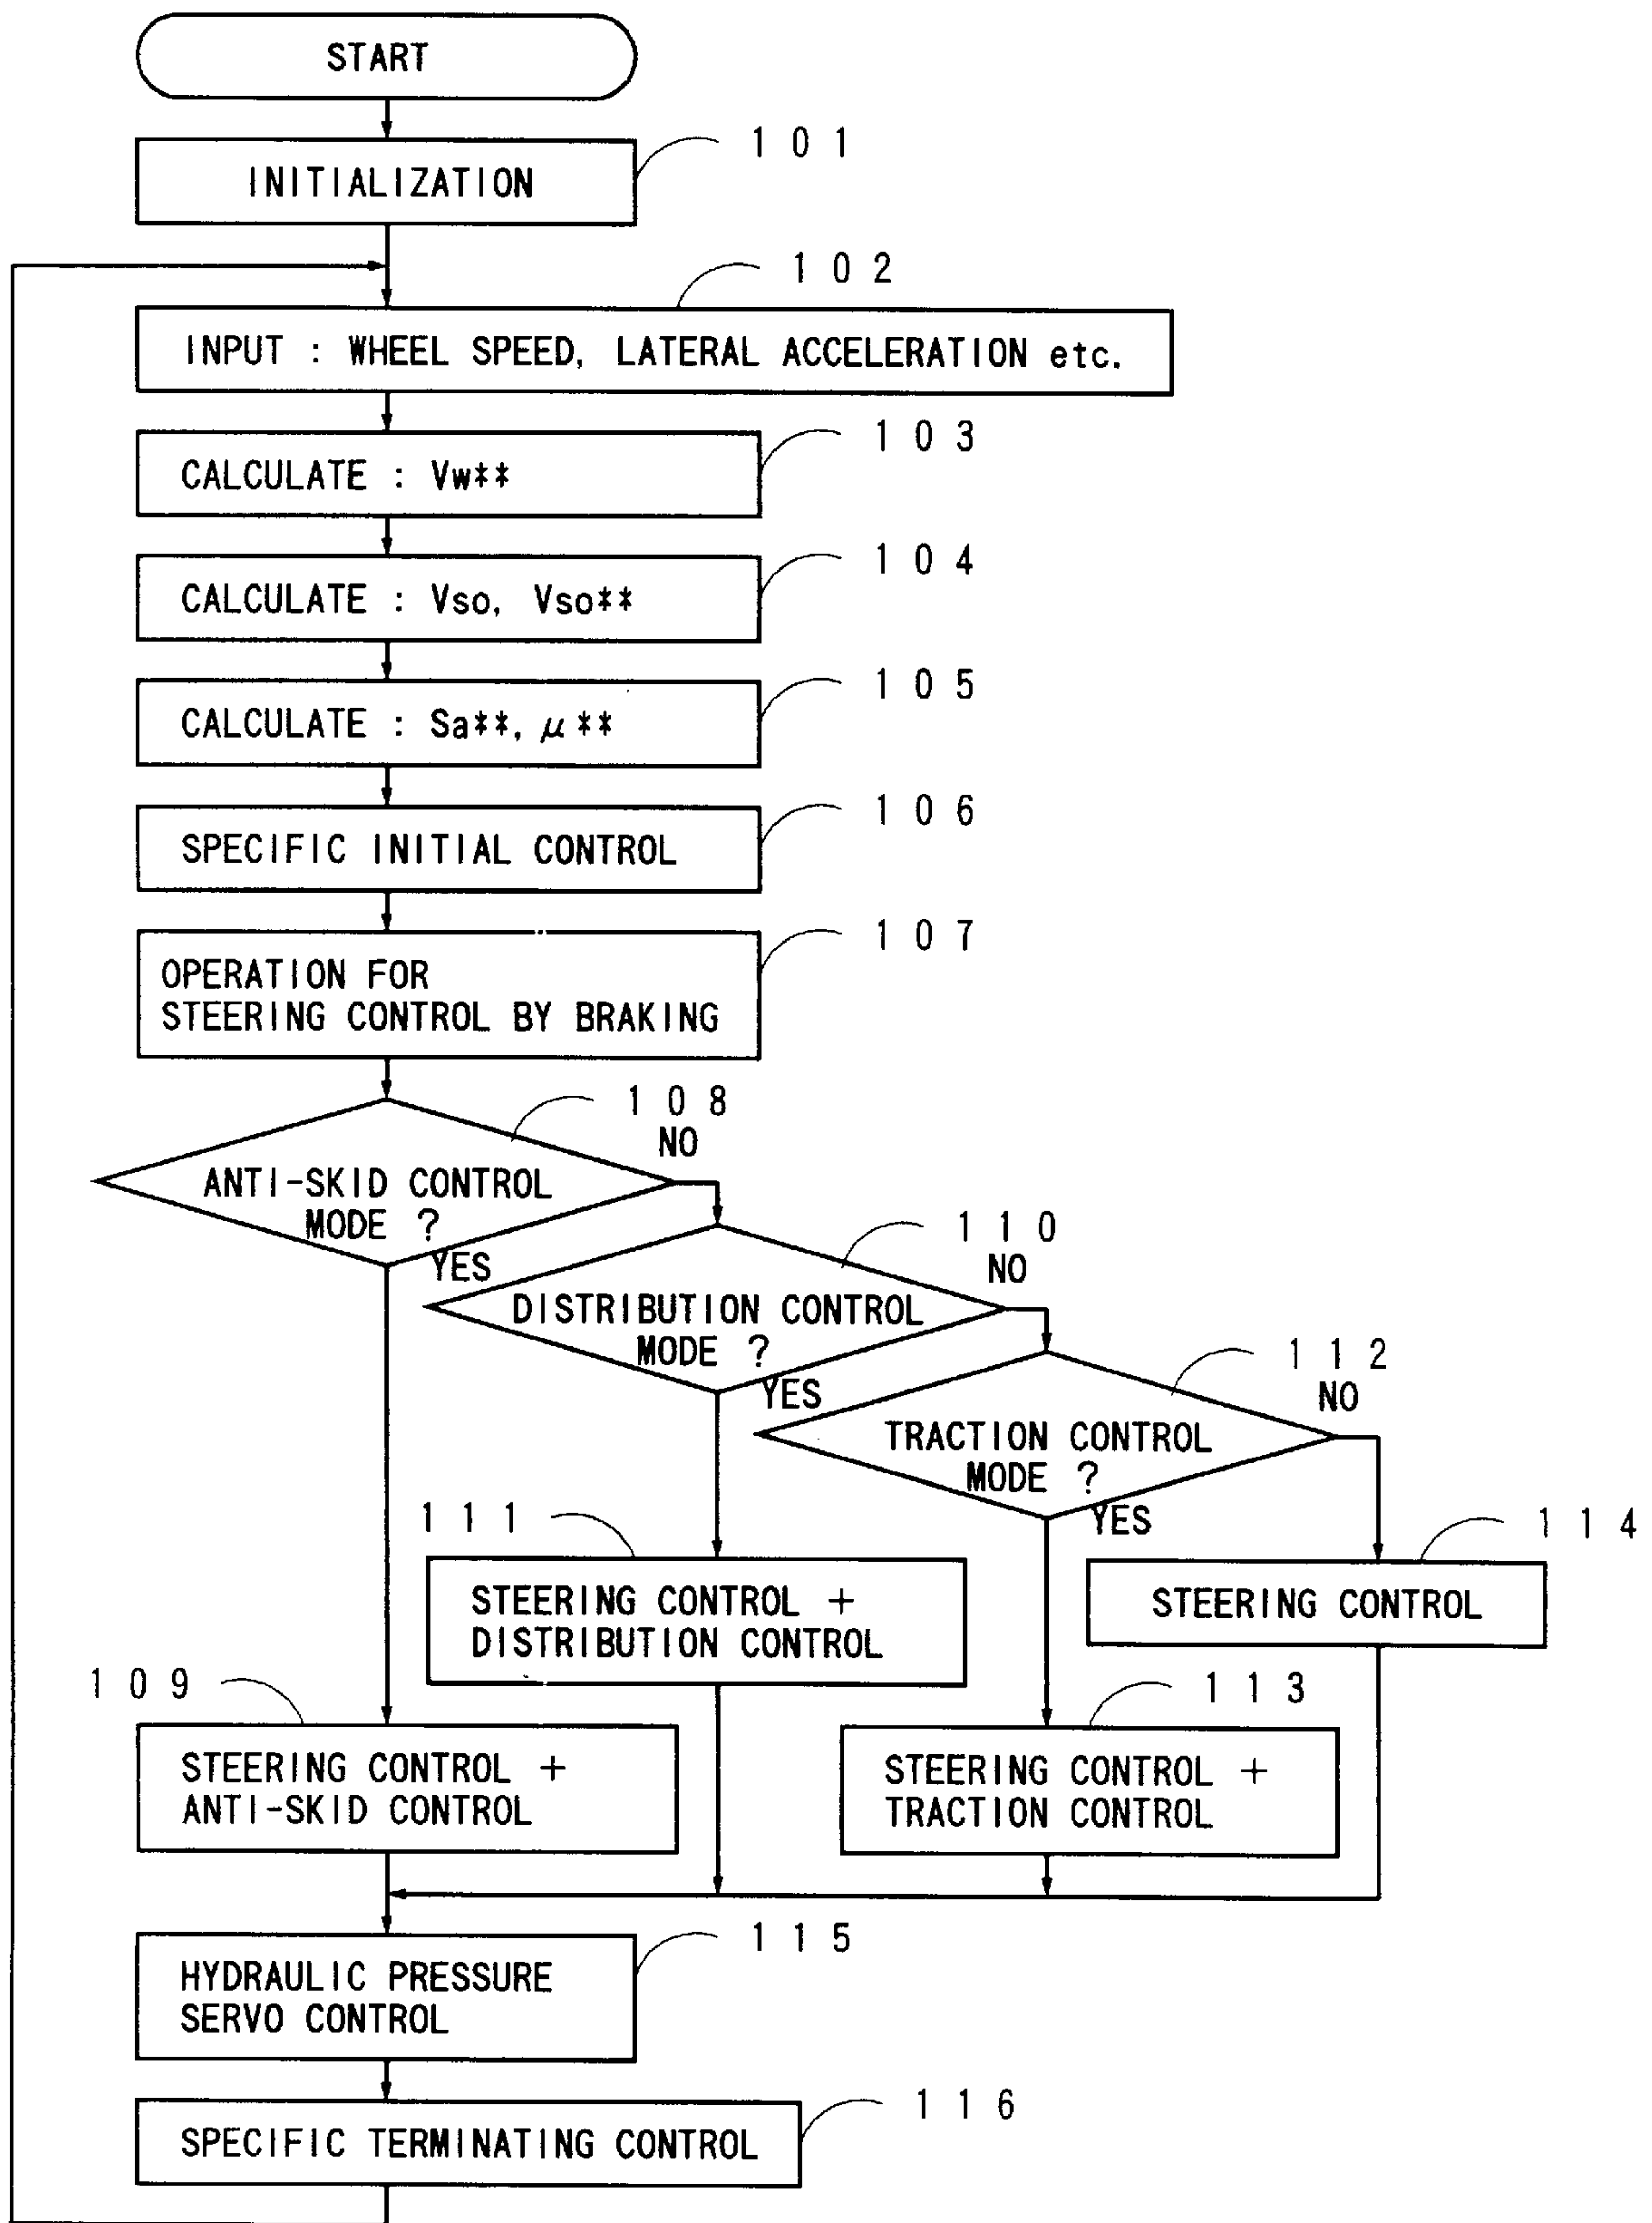 START
101
INITIALIZATION
102
INPUT : WHEEL SPEED, LATERAL ACCELERATION etc.
103
CALCULATE : Vw**
104
CALCULATE : Vso, Vso**
105
CALCULATE : Sa**, μ**
106
SPECIFIC INITIAL CONTROL
107
OPERATION FOR
STEERING CONTROL BY BRAKING
108
NO
ANTI-SKID CONTROL
MODE ?
YES
110
NO
DISTRIBUTION CONTROL
MODE ?
YES
112
NO
TRACTION CONTROL
MODE ?
YES
111
STEERING CONTROL +
DISTRIBUTION CONTROL
114
STEERING CONTROL
109
STEERING CONTROL +
ANTI-SKID CONTROL
113
STEERING CONTROL +
TRACTION CONTROL
115
HYDRAULIC PRESSURE
SERVO CONTROL
116
SPECIFIC TERMINATING CONTROL